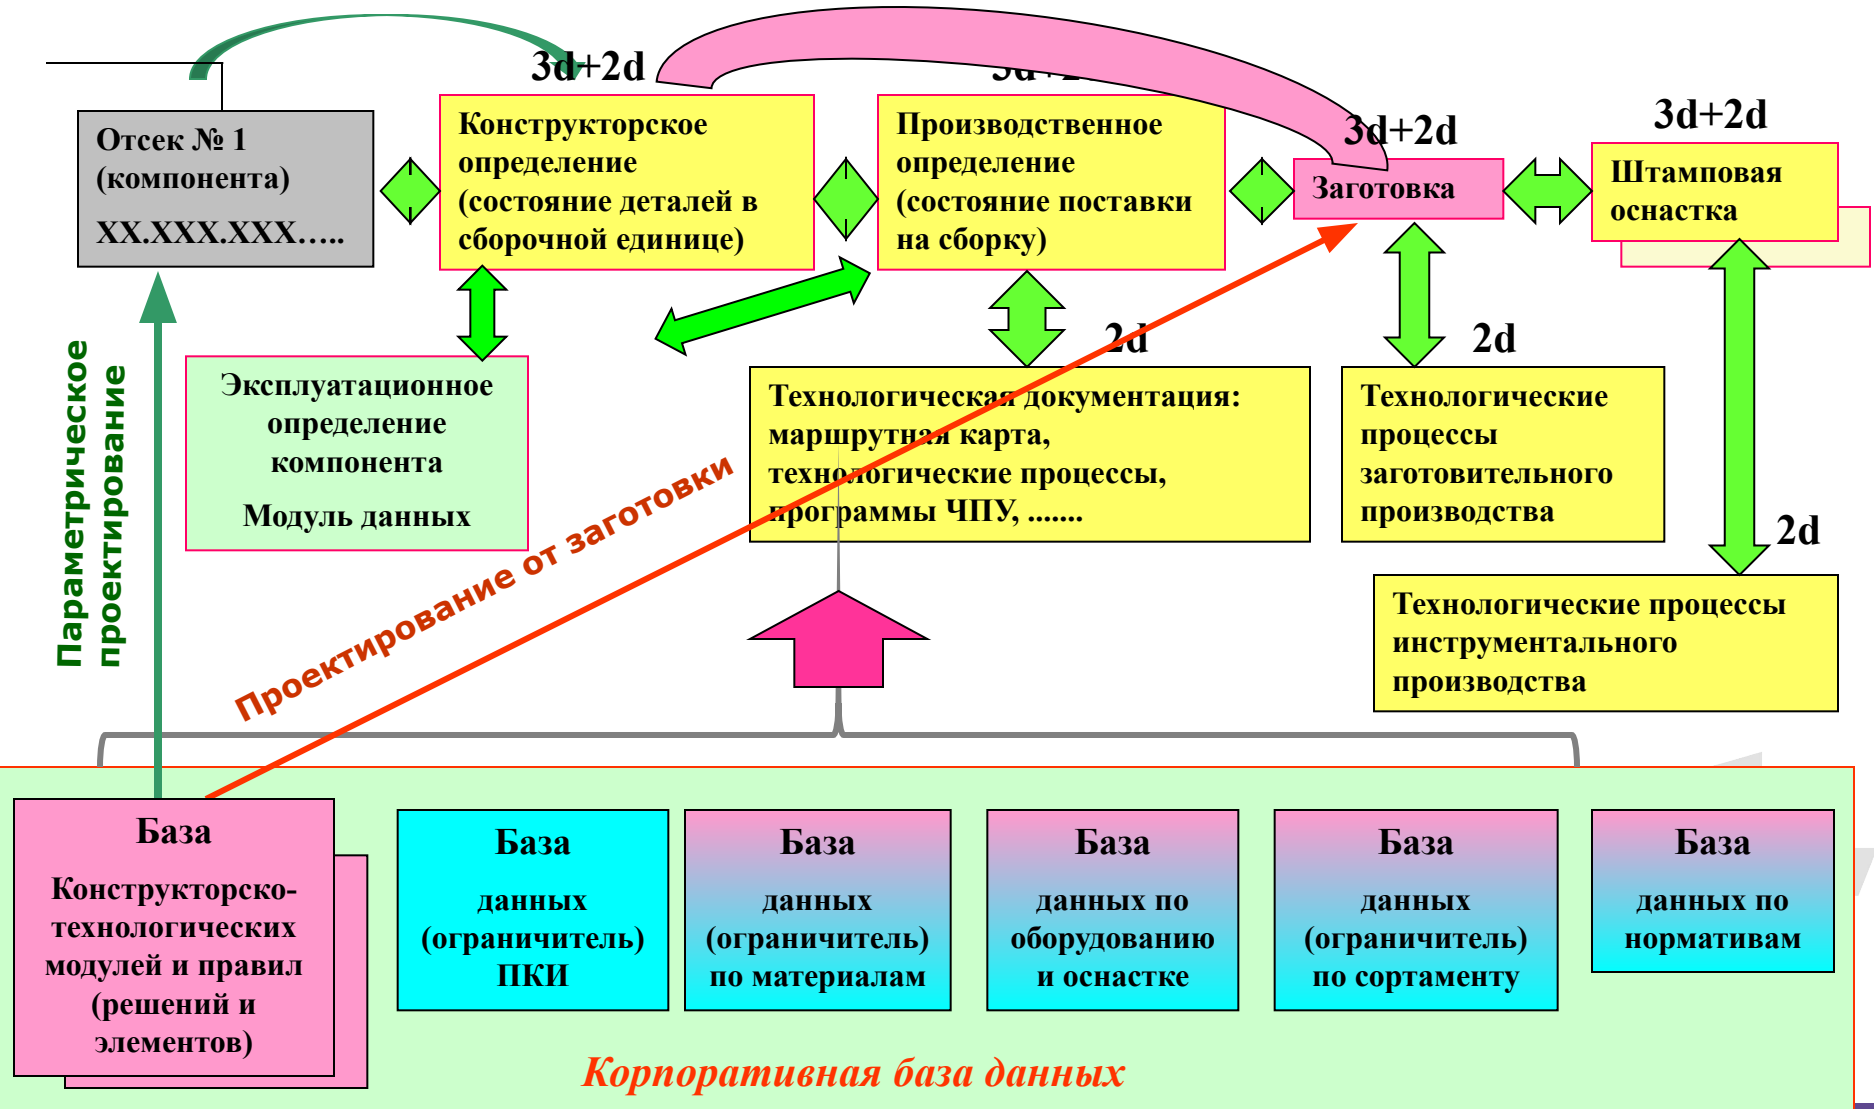 3d+2d
3d+2d
3d+2d
Отсек № 1
(компонента)
ХХ.ХХХ.ХХХ…..
Конструкторское
определение
(состояние деталей в
сборочной единице)
Производственное
определение
(состояние поставки
на сборку)
Заготовка
Штамповая
оснастка
2d
2d
2d
Параметрическое
проектирование
Эксплуатационное
определение
компонента
Модуль данных
Проектирование от заготовки
Технологическая документация:
маршрутная карта,
технологические процессы,
программы ЧПУ, .......
Технологические
процессы
заготовительного
производства
Технологические процессы
инструментального
производства
База
Конструкторско-
технологических
модулей и правил
(решений и
элементов)
База
данных
(ограничитель)
ПКИ
База
данных
(ограничитель)
по материалам
База
данных по
оборудованию
и оснастке
База
данных
(ограничитель)
по сортаменту
База
данных по
нормативам
Корпоративная база данных